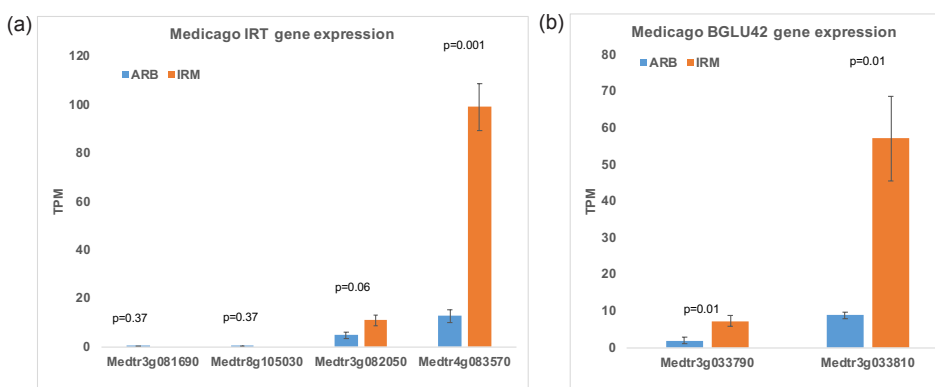 (a)
Medicago IRT gene expression
ARB IRM
TPM
120
100
80
60
40
20
0
p=0.37
p=0.37
p=0.06
p=0.001
Medtr3g081690 Medtr8g105030 Medtr3g082050 Medtr4g083570
(b)
Medicago BGLU42 gene expression
ARB IRM
TPM
80
70
60
50
40
30
20
10
0
p=0.01
p=0.01
Medtr3g033790 Medtr3g033810